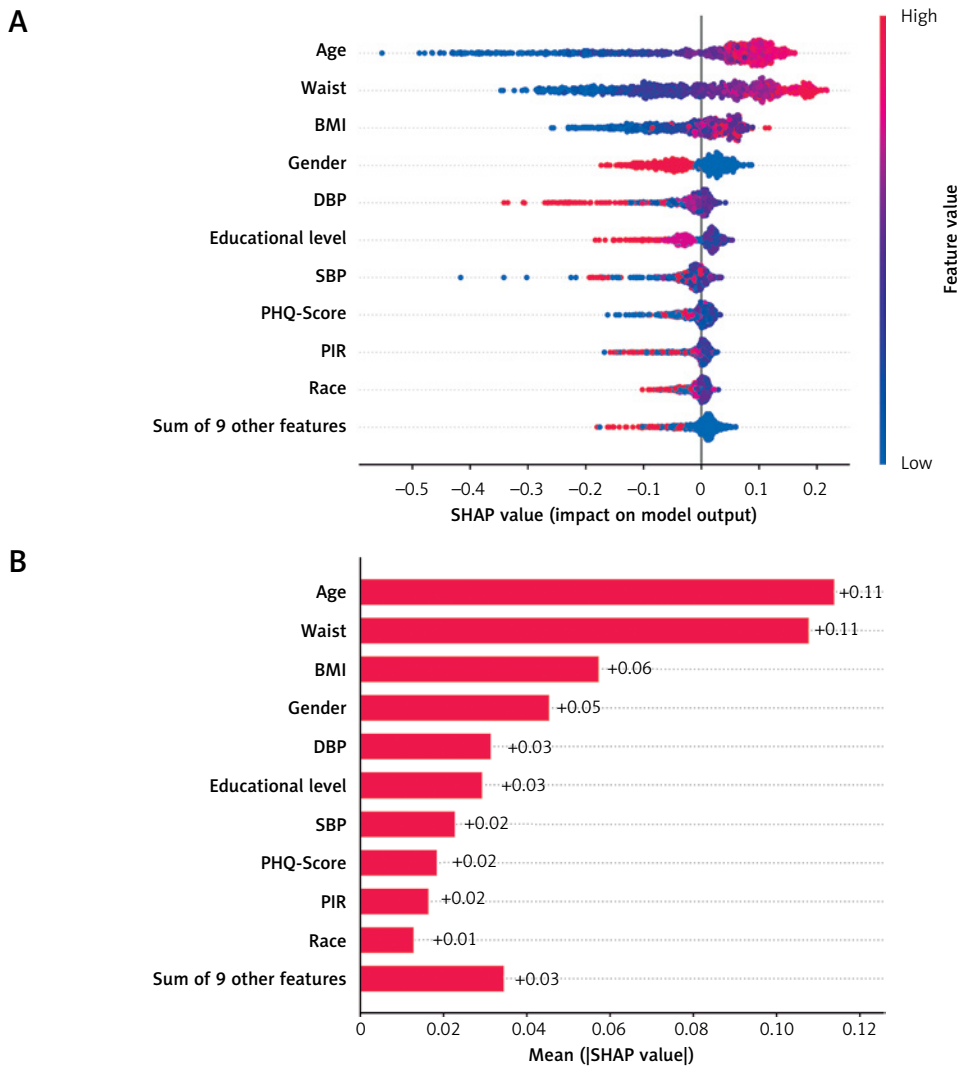 A
High
Age
Waist
BMI
Gender
DBP
Educational level
SBP
PHQ-Score
PIR
Race
Sum of 9 other features
Feature value
Low
−0.5 −0.4 −0.3 −0.2 −0.1 0 0.1 0.2
SHAP value (impact on model output)
B
Age +0.11
Waist +0.11
BMI +0.06
Gender +0.05
DBP +0.03
Educational level +0.03
SBP +0.02
PHQ-Score +0.02
PIR +0.02
Race +0.01
Sum of 9 other features +0.03
0 0.02 0.04 0.06 0.08 0.10 0.12
Mean (|SHAP value|)